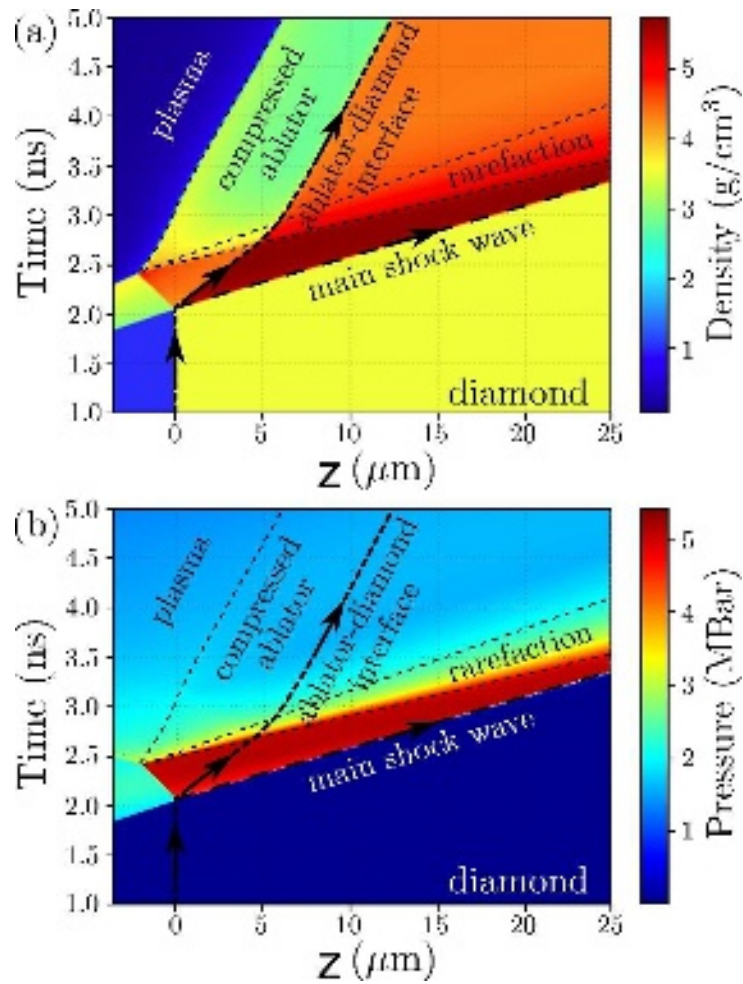 (a)
5.0
4.5
4.0
3.5
3.0
2.5
2.0
1.5
1.0
Time (ns)
plasma
compressed
ablator
ablator-diamond
interface
rarefaction
main shock wave
diamond
0
5
10
15
20
25
z (μm)
5
4
3
2
1
Density (g/cm³)
(b)
5.0
4.5
4.0
3.5
3.0
2.5
2.0
1.5
1.0
Time (ns)
plasma
compressed
ablator
ablator-diamond
interface
rarefaction
main shock wave
diamond
0
5
10
15
20
25
z (μm)
5
4
3
2
1
Pressure (MBar)